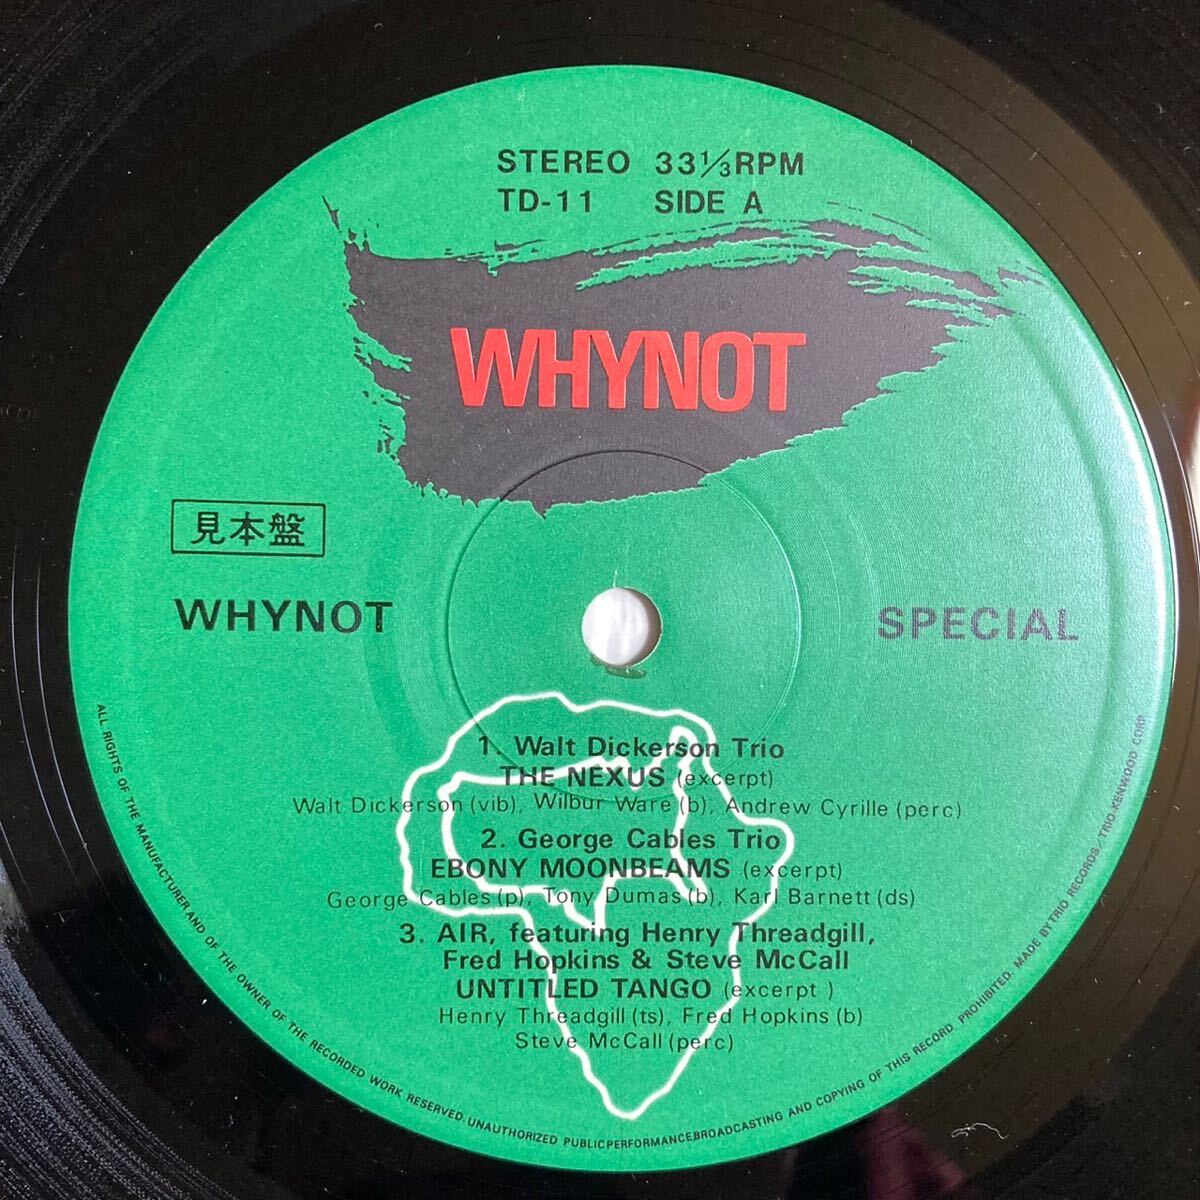 STEREO 33⅓RPM
TD-11 SIDE A
WHYNOT
見本盤
WHYNOT
SPECIAL
1. Walt Dickerson Trio
THE NEXUS (excerpt)
Walt Dickerson (vib), Wilbur Ware (b), Andrew Cyrille (perc)
2. George Cables Trio
EBONY MOONBEAMS (excerpt)
George Cables (p), Tony Dumas (b), Karl Barnett (ds)
3. AIR, featuring Henry Threadgill,
Fred Hopkins & Steve McCall
UNTITLED TANGO (excerpt )
Henry Threadgill (ts), Fred Hopkins (b)
Steve McCall (perc)
ALL RIGHTS OF THE MANUFACTURER AND OF THE OWNER OF THE RECORDED WORK RESERVED. UNAUTHORIZED PUBLIC PERFORMANCE, BROADCASTING AND COPYING OF THIS RECORD PROHIBITED. MADE BY TRIO RECORDS / TRIO-KENWOOD CORP